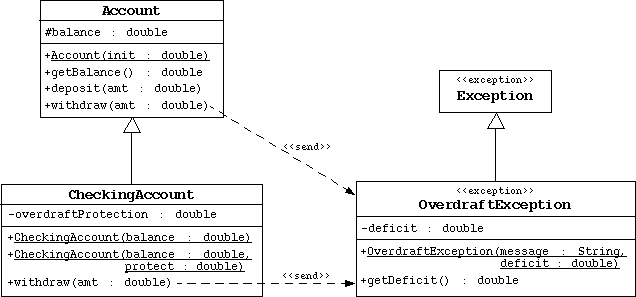 Account
#balance : double
+Account(init : double)
+getBalance() : double
+deposit(amt : double)
+withdraw(amt : double)
<<send>>
<<exception>>
Exception
CheckingAccount
-overdraftProtection : double
+CheckingAccount(balance : double)
+CheckingAccount(balance : double,
protect : double)
+withdraw(amt : double)
<<send>>
<<exception>>
OverdraftException
-deficit : double
+OverdraftException(message : String,
deficit : double)
+getDeficit() : double